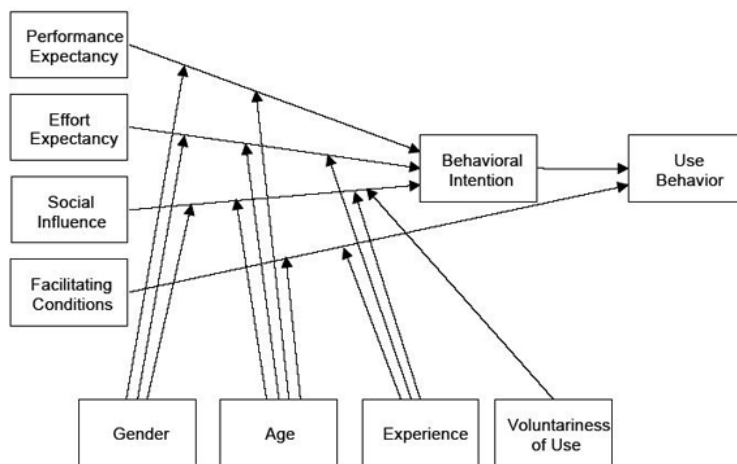 Performance
Expectancy
Effort
Expectancy
Social
Influence
Facilitating
Conditions
Behavioral
Intention
Use
Behavior
Gender
Age
Experience
Voluntariness
of Use